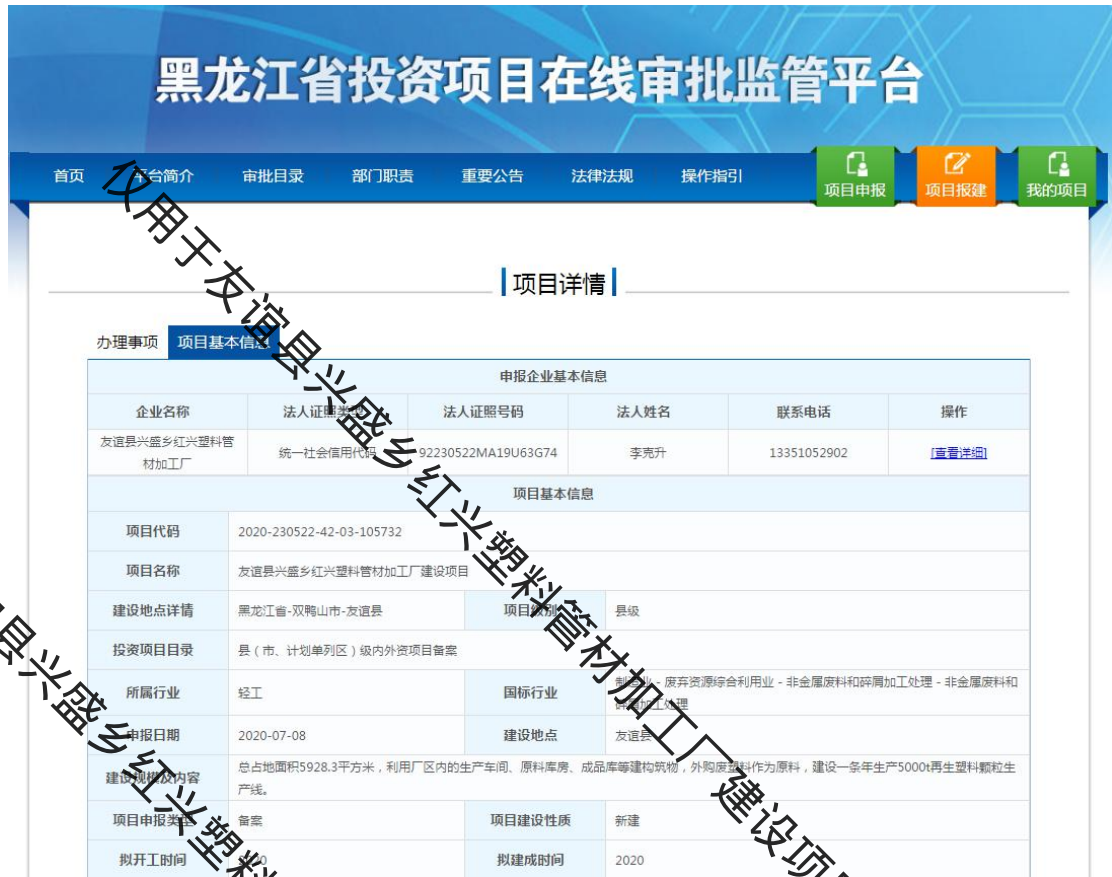 黑龙江省投资项目在线审批监管平台
首页 平台简介 审批目录 部门职责 重要公告 法律法规 操作指引 项目申报 项目报建 我的项目
项目详情
办理事项 项目基本信息
申报企业基本信息
企业名称 法人证照类型 法人证照号码 法人姓名 联系电话 操作
友谊县兴盛乡红兴塑料管
材加工厂 统一社会信用代码 92230522MA19U63G74 李克升 13351052902 [查看详细]
项目基本信息
项目代码 2020-230522-42-03-105732
项目名称 友谊县兴盛乡红兴塑料管材加工厂建设项目
建设地点详情 黑龙江省-双鸭山市-友谊县 项目级别 县级
投资项目目录 县（市、计划单列区）级内外资项目备案
所属行业 轻工 国标行业 制造业 - 废弃资源综合利用业 - 非金属废料和碎屑加工处理 - 非金属废料和
碎屑加工处理
申报日期 2020-07-08 建设地点 友谊县
建设规模及内容 总占地面积5928.3平方米，利用厂区内的生产车间、原料库房、成品库等建构筑物，外购废塑料作为原料，建设一条年生产5000t再生塑料颗粒生
产线。
项目申报类型 备案 项目建设性质 新建
拟开工时间 2020 拟建成时间 2020
仅用于友谊县兴盛乡红兴塑料管材加工厂建设项
县兴盛乡红兴塑料